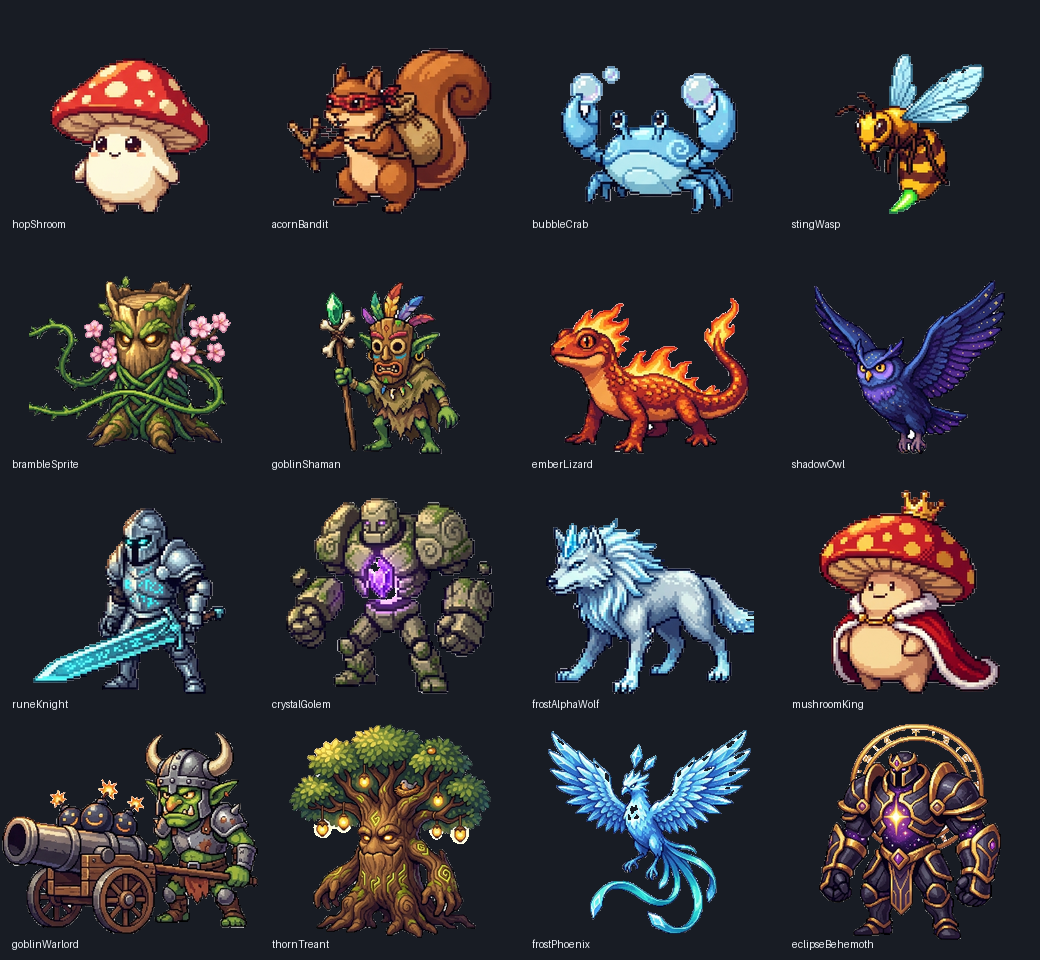 hopShroom
acornBandit
bubbleCrab
stingWasp
brambleSprite
goblinShaman
emberLizard
shadowOwl
runeKnight
crystalGolem
frostAlphaWolf
mushroomKing
goblinWarlord
thornTreant
frostPhoenix
eclipseBehemoth